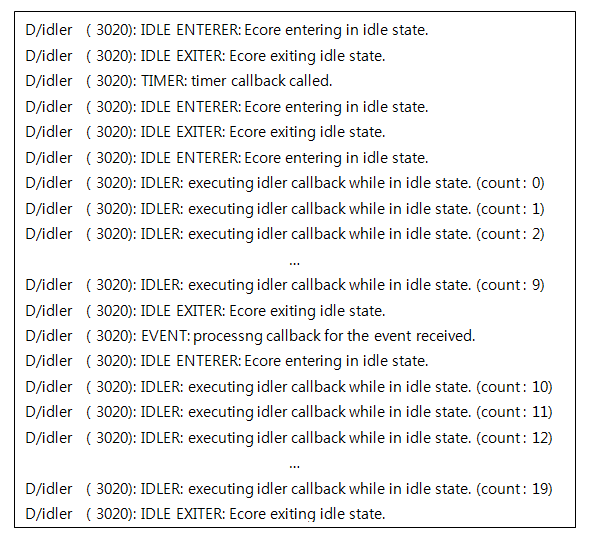 D/idler ( 3020): IDLE ENTERER: Ecore entering in idle state.
D/idler ( 3020): IDLE EXITER: Ecore exiting idle state.
D/idler ( 3020): TIMER: timer callback called.
D/idler ( 3020): IDLE ENTERER: Ecore entering in idle state.
D/idler ( 3020): IDLE EXITER: Ecore exiting idle state.
D/idler ( 3020): IDLE ENTERER: Ecore entering in idle state.
D/idler ( 3020): IDLER: executing idler callback while in idle state. (count: 0)
D/idler ( 3020): IDLER: executing idler callback while in idle state. (count: 1)
D/idler ( 3020): IDLER: executing idler callback while in idle state. (count: 2)
...
D/idler ( 3020): IDLER: executing idler callback while in idle state. (count: 9)
D/idler ( 3020): IDLE EXITER: Ecore exiting idle state.
D/idler ( 3020): EVENT: processng callback for the event received.
D/idler ( 3020): IDLE ENTERER: Ecore entering in idle state.
D/idler ( 3020): IDLER: executing idler callback while in idle state. (count: 10)
D/idler ( 3020): IDLER: executing idler callback while in idle state. (count: 11)
D/idler ( 3020): IDLER: executing idler callback while in idle state. (count: 12)
...
D/idler ( 3020): IDLER: executing idler callback while in idle state. (count: 19)
D/idler ( 3020): IDLE EXITER: Ecore exiting idle state.